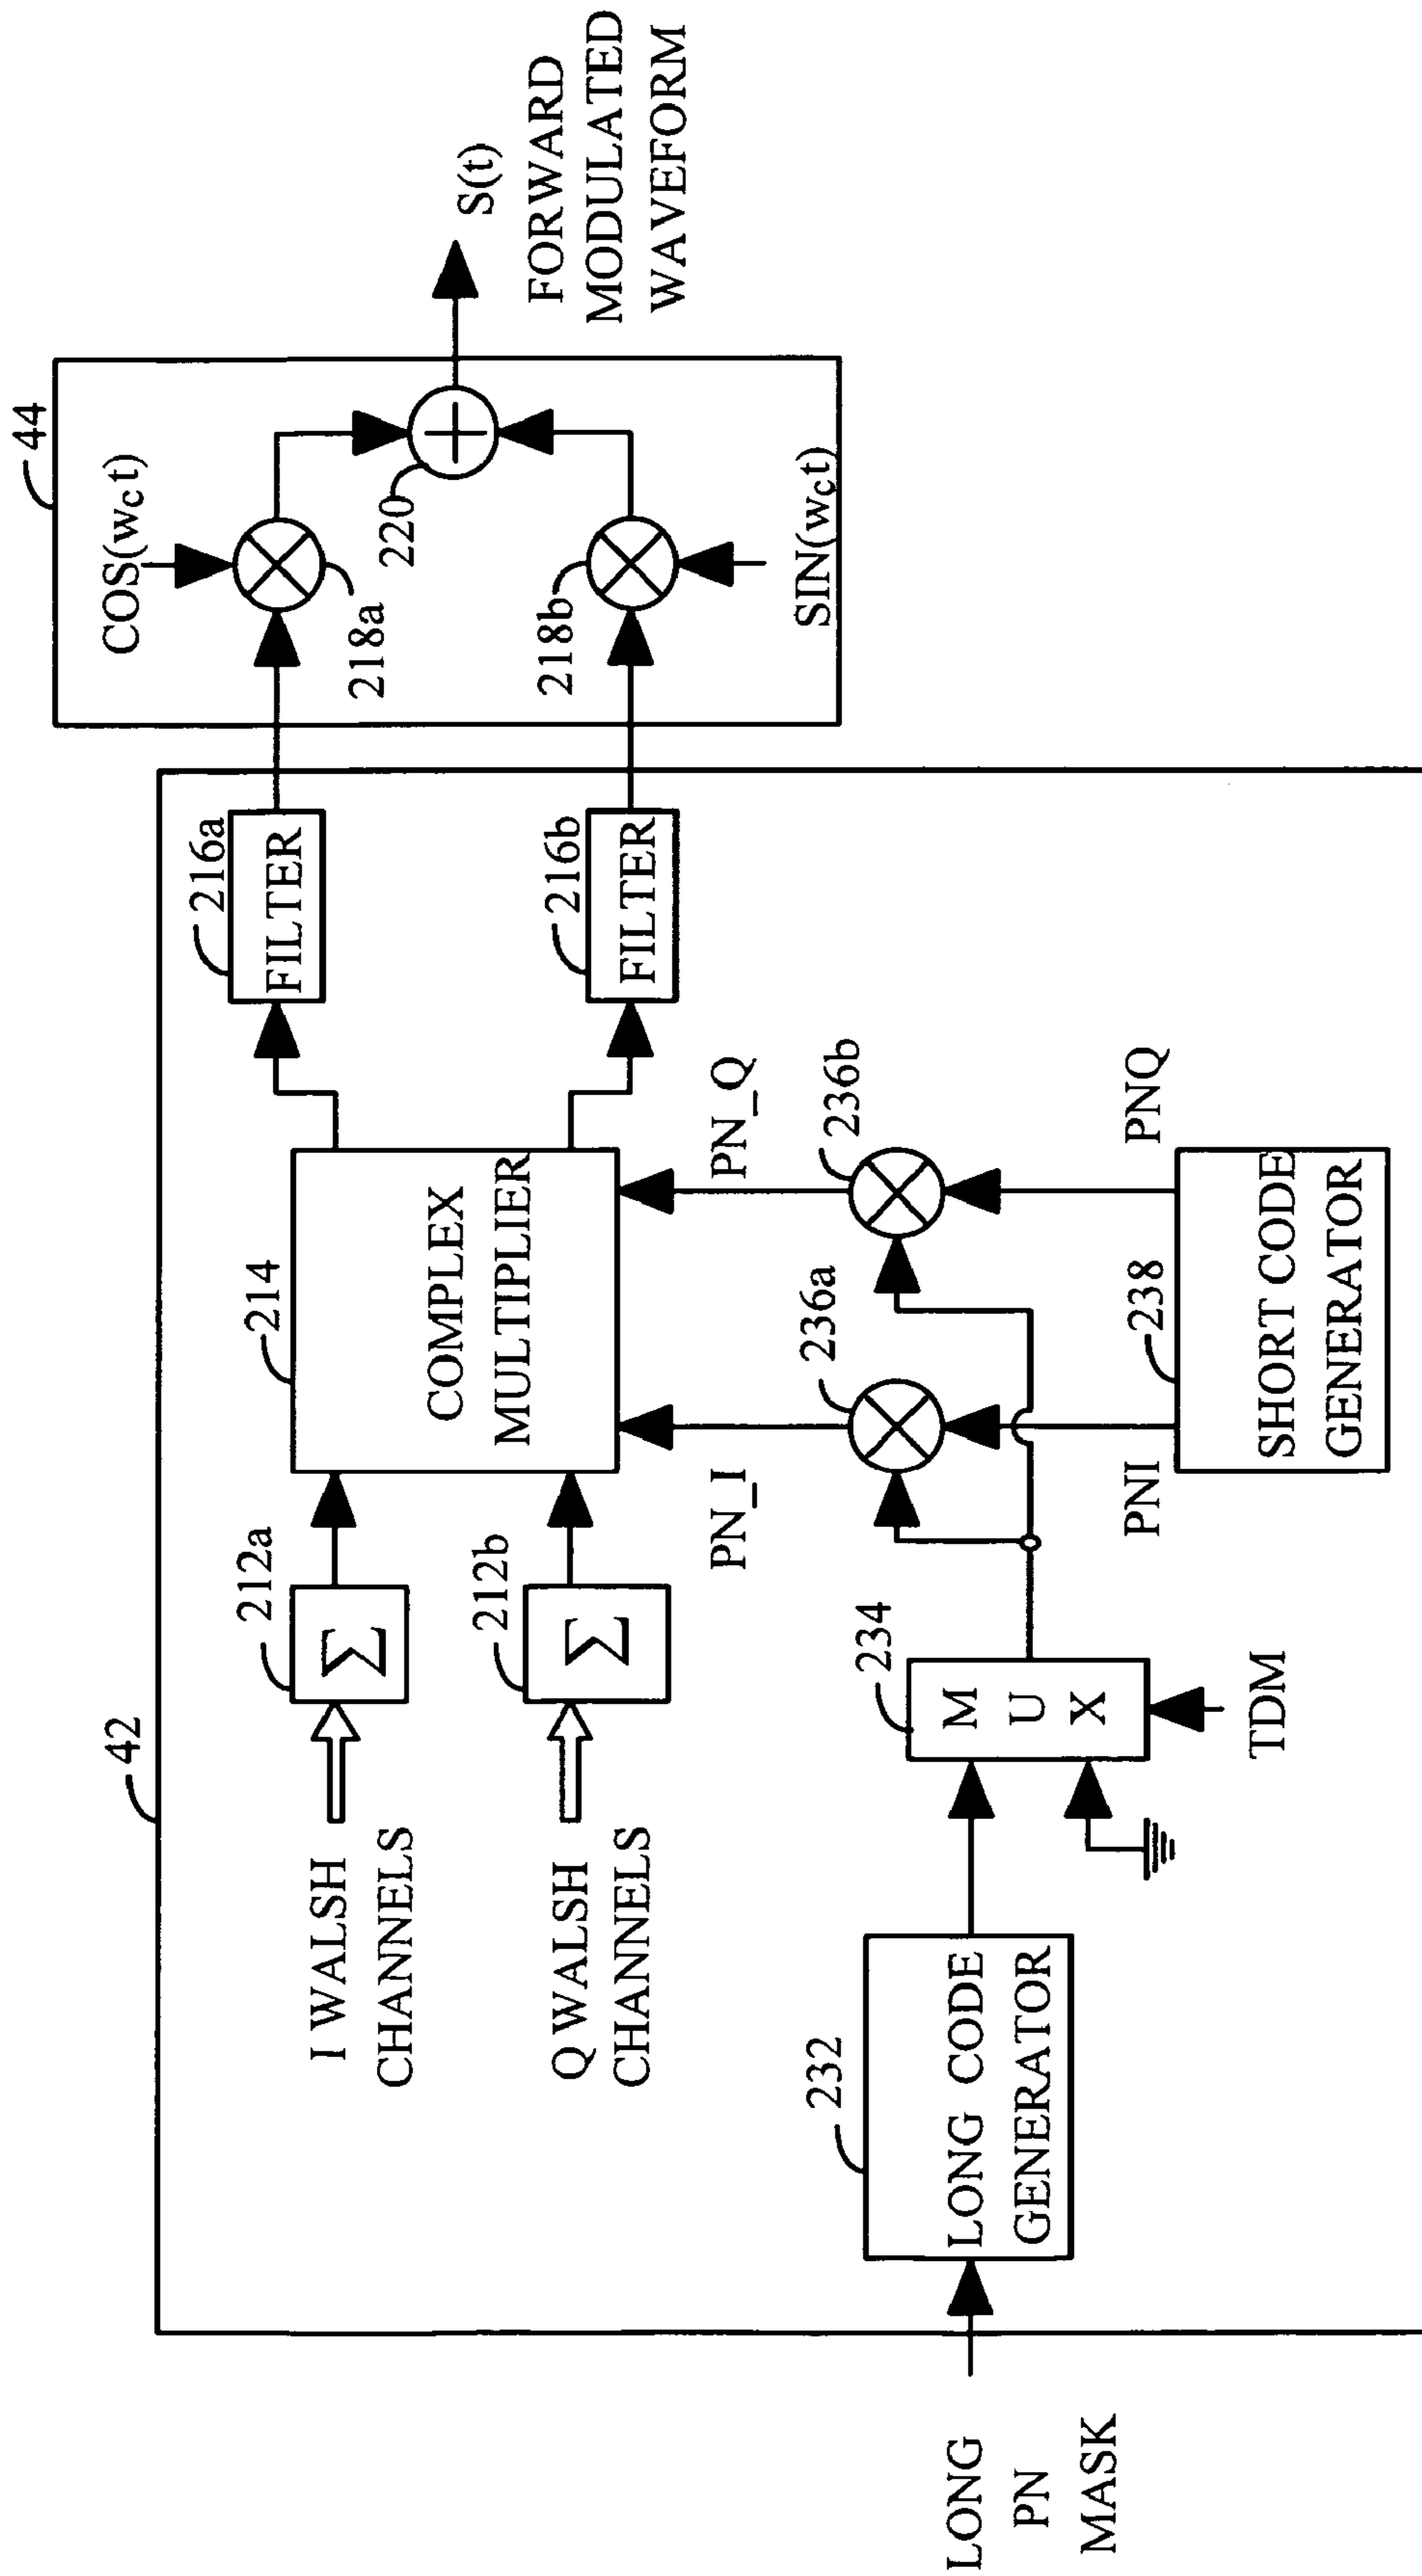 42
44
I WALSH
CHANNELS
212a
Σ
214
COMPLEX
MULTIPLIER
216a
FILTER
COS(wct)
218a
220
S(t)
FORWARD
MODULATED
WAVEFORM
Q WALSH
CHANNELS
212b
Σ
216b
FILTER
218b
SIN(wct)
PN_I
PN_Q
LONG
PN
MASK
232
LONG CODE
GENERATOR
234
M
U
X
TDM
236a
236b
PNI
PNQ
238
SHORT CODE
GENERATOR